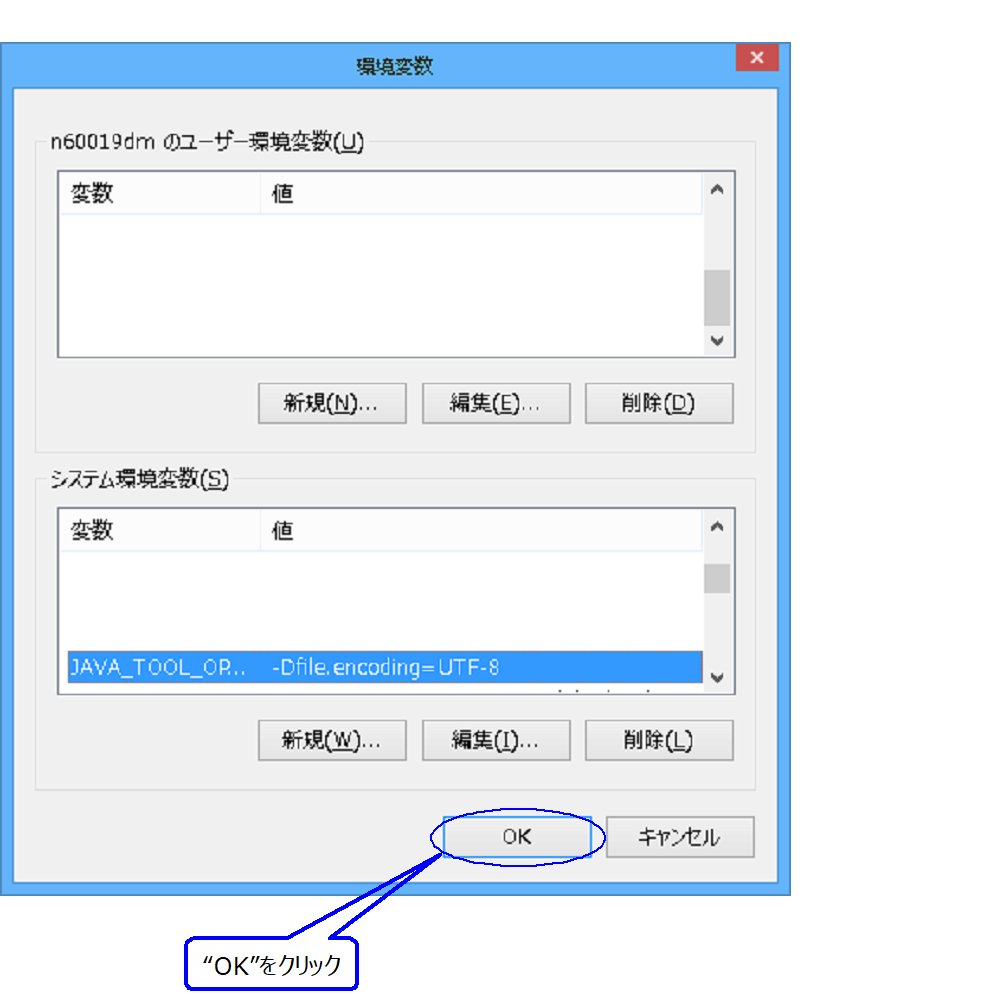 環境変数
n60019dm のユーザー環境変数(U)
変数 値
新規(N)... 編集(E)... 削除(D)
システム環境変数(S)
変数 値
JAVA_TOOL_OP... -Dfile.encoding=UTF-8
新規(W)... 編集(I)... 削除(L)
OK キャンセル
“OK”をクリック